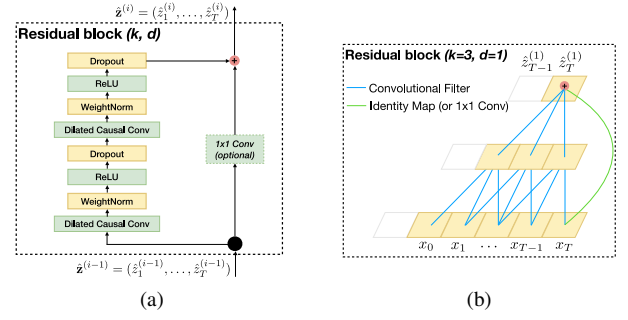 ẑ^(i) = (ẑ_1^(i), . . . , ẑ_T^(i))
Residual block (k, d)
Dropout
ReLU
WeightNorm
Dilated Causal Conv
Dropout
ReLU
WeightNorm
Dilated Causal Conv
+
1x1 Conv
(optional)
ẑ^(i−1) = (ẑ_1^(i−1), . . . , ẑ_T^(i−1))
(a)
Residual block (k=3, d=1)
ẑ_{T−1}^(1) ẑ_T^(1)
+
Convolutional Filter
Identity Map (or 1x1 Conv)
x_0 x_1 . . . x_{T−1} x_T
(b)